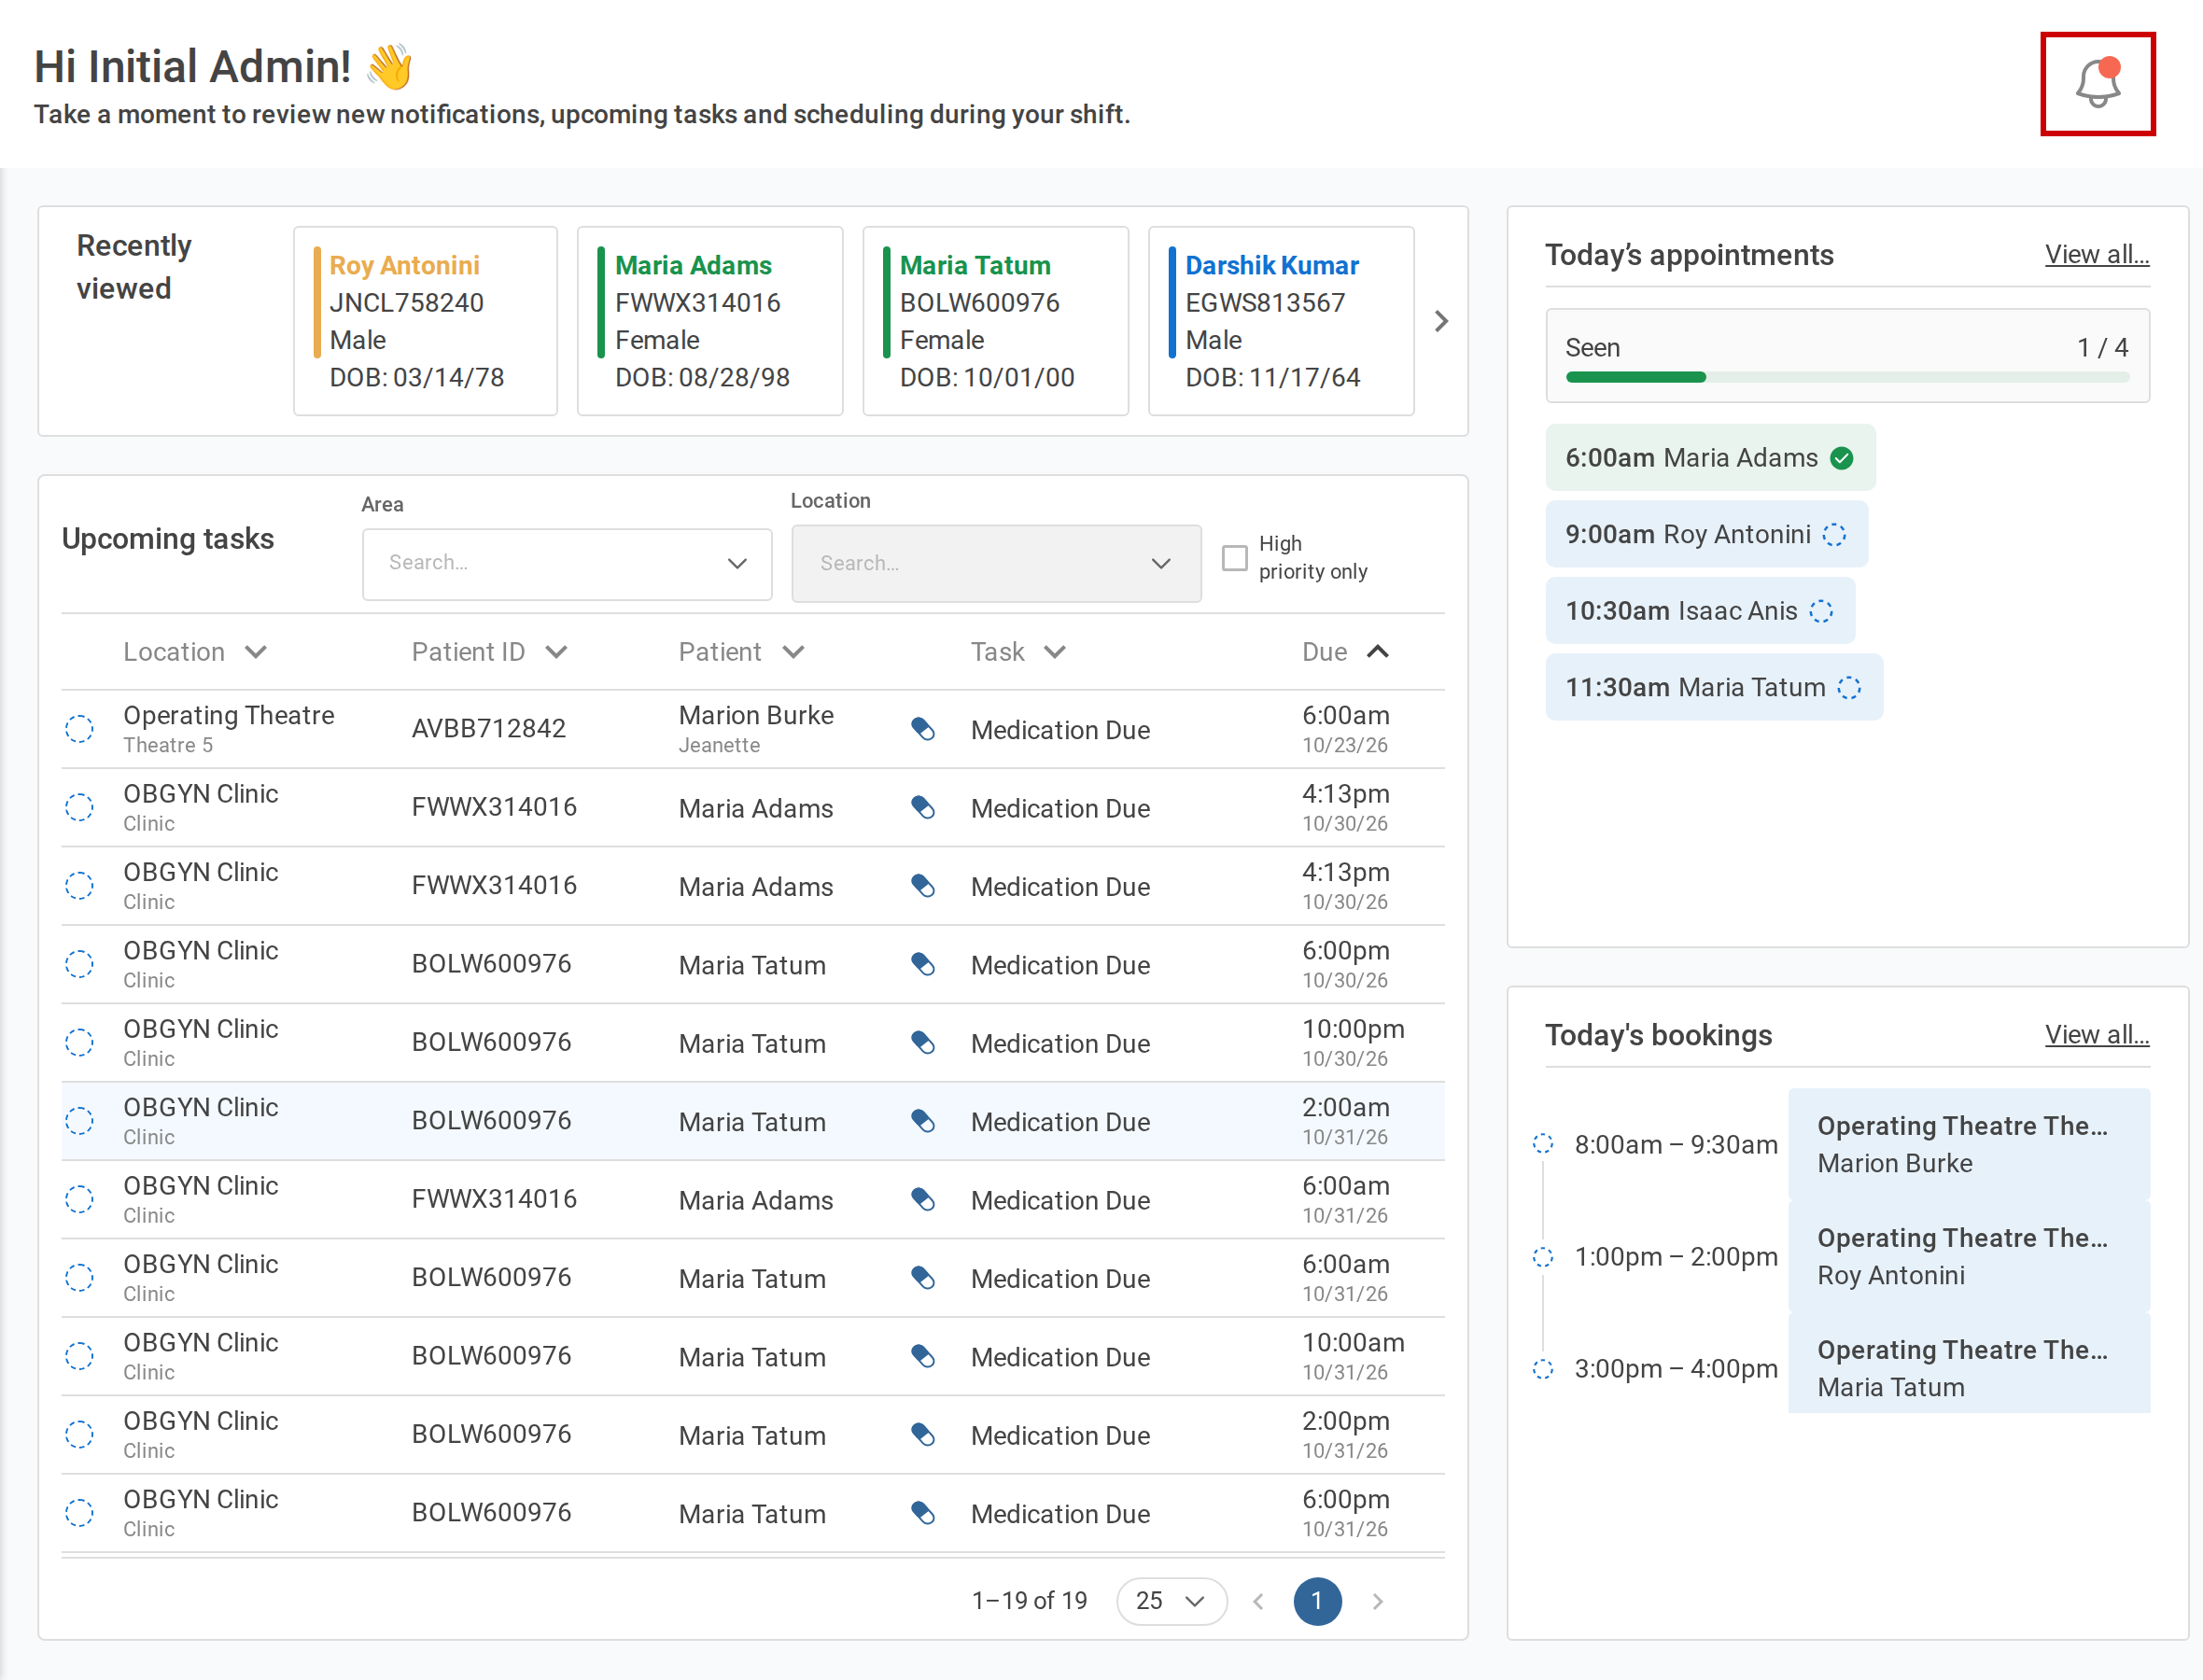 Hi Initial Admin! 👋
Take a moment to review new notifications, upcoming tasks and scheduling during your shift.
Recently
viewed
Roy Antonini
JNCL758240
Male
DOB: 03/14/78
Maria Adams
FWWX314016
Female
DOB: 08/28/98
Maria Tatum
BOLW600976
Female
DOB: 10/01/00
Darshik Kumar
EGWS813567
Male
DOB: 11/17/64
Upcoming tasks
Area
Search...
Location
Search...
High
priority only
Location Patient ID Patient Task Due
Operating Theatre AVBB712842 Marion Burke Medication Due 6:00am
Theatre 5 Jeanette 10/23/26
OBGYN Clinic FWWX314016 Maria Adams Medication Due 4:13pm
Clinic 10/30/26
OBGYN Clinic FWWX314016 Maria Adams Medication Due 4:13pm
Clinic 10/30/26
OBGYN Clinic BOLW600976 Maria Tatum Medication Due 6:00pm
Clinic 10/30/26
OBGYN Clinic BOLW600976 Maria Tatum Medication Due 10:00pm
Clinic 10/30/26
OBGYN Clinic BOLW600976 Maria Tatum Medication Due 2:00am
Clinic 10/31/26
OBGYN Clinic FWWX314016 Maria Adams Medication Due 6:00am
Clinic 10/31/26
OBGYN Clinic BOLW600976 Maria Tatum Medication Due 6:00am
Clinic 10/31/26
OBGYN Clinic BOLW600976 Maria Tatum Medication Due 10:00am
Clinic 10/31/26
OBGYN Clinic BOLW600976 Maria Tatum Medication Due 2:00pm
Clinic 10/31/26
OBGYN Clinic BOLW600976 Maria Tatum Medication Due 6:00pm
Clinic 10/31/26
1–19 of 19 25 1
Today’s appointments View all...
Seen 1 / 4
6:00am Maria Adams
9:00am Roy Antonini
10:30am Isaac Anis
11:30am Maria Tatum
Today's bookings View all...
8:00am – 9:30am
Operating Theatre The...
Marion Burke
1:00pm – 2:00pm
Operating Theatre The...
Roy Antonini
3:00pm – 4:00pm
Operating Theatre The...
Maria Tatum